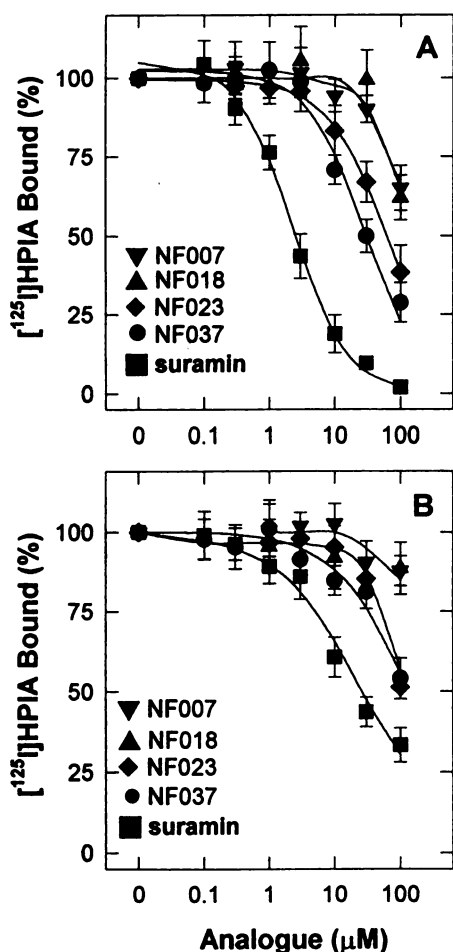 A
[¹²⁵I]HPIA Bound (%)
100
75
50
25
0
NF007
NF018
NF023
NF037
suramin
0 0.1 1 10 100
B
[¹²⁵I]HPIA Bound (%)
100
75
50
25
0
NF007
NF018
NF023
NF037
suramin
0 0.1 1 10 100
Analogue (μM)